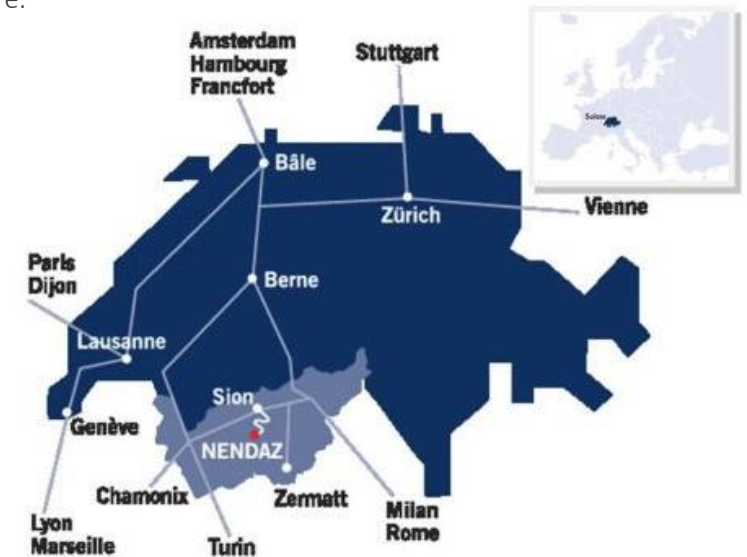 e.
Amsterdam
Hambourg
Francfort
Stuttgart
Suisse
Bâle
Zürich
Vienne
Paris
Dijon
Berne
Lausanne
Sion
Genève
NENDAZ
Chamonix
Zermatt
Milan
Rome
Lyon
Marseille
Turin